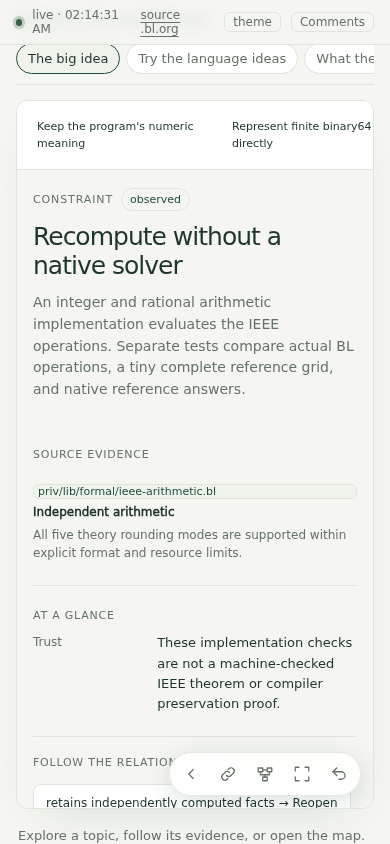 live · 02:14:31 AM
source.bl.org
theme
Comments
The big idea
Try the language ideas
What the
Keep the program's numeric
meaning
Represent finite binary64
directly
CONSTRAINT
observed
Recompute without a
native solver
An integer and rational arithmetic
implementation evaluates the IEEE
operations. Separate tests compare actual BL
operations, a tiny complete reference grid,
and native reference answers.
SOURCE EVIDENCE
priv/lib/formal/ieee-arithmetic.bl
Independent arithmetic
All five theory rounding modes are supported within
explicit format and resource limits.
AT A GLANCE
Trust
These implementation checks
are not a machine-checked
IEEE theorem or compiler
preservation proof.
FOLLOW THE RELATION
retains independently computed facts → Reopen
Explore a topic, follow its evidence, or open the map.